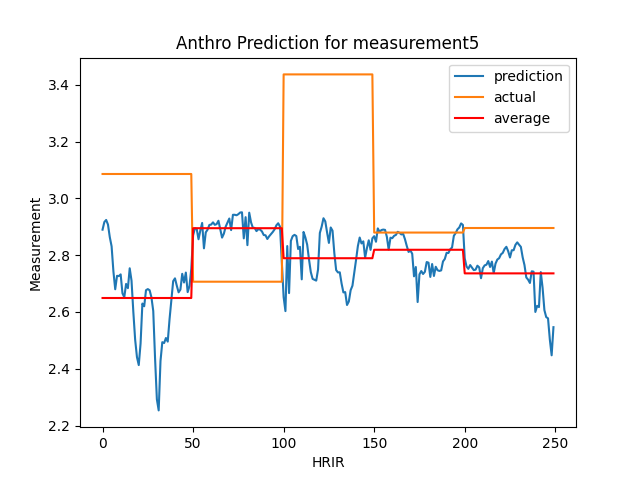 Anthro Prediction for measurement5
prediction
actual
average
3.4
3.2
3.0
2.8
2.6
2.4
2.2
Measurement
0 50 100 150 200 250
HRIR